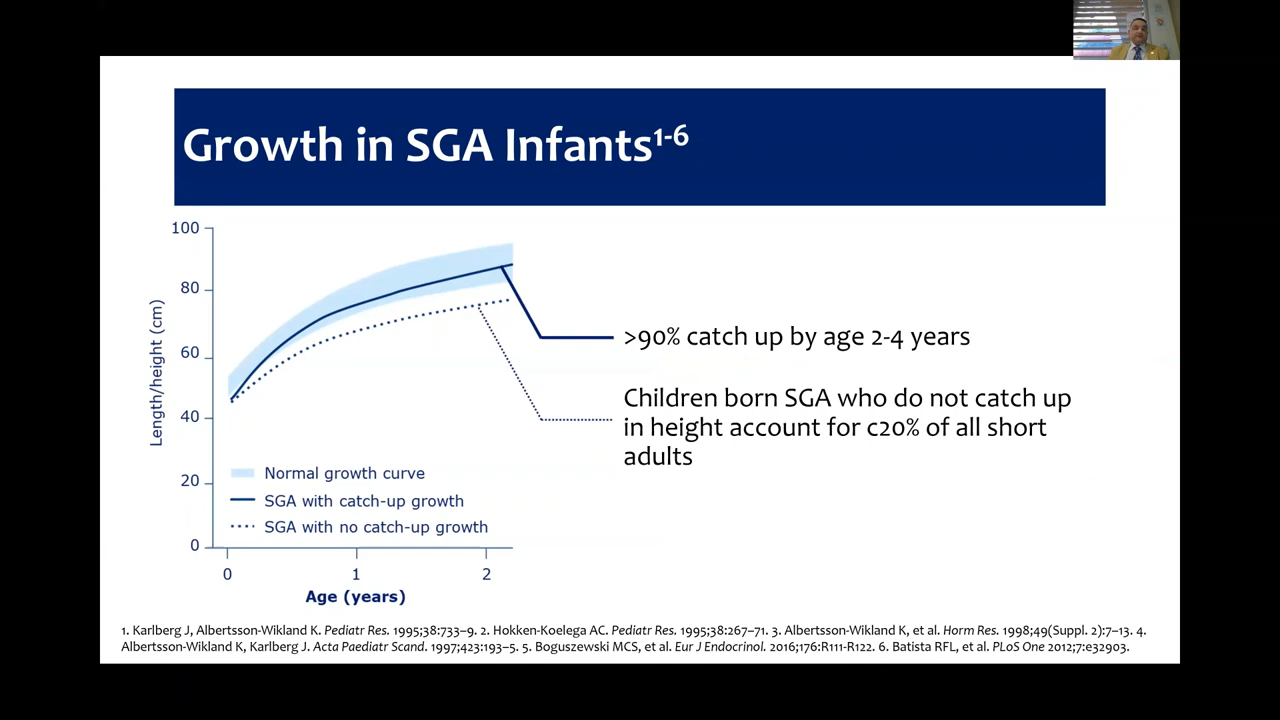 Growth in SGA Infants1-6
100
80
60
40
20
0
Length/height (cm)
Normal growth curve
SGA with catch-up growth
SGA with no catch-up growth
0 1 2
Age (years)
>90% catch up by age 2-4 years
Children born SGA who do not catch up
in height account for c20% of all short
adults
1. Karlberg J, Albertsson-Wikland K. Pediatr Res. 1995;38:733–9. 2. Hokken-Koelega AC. Pediatr Res. 1995;38:267–71. 3. Albertsson-Wikland K, et al. Horm Res. 1998;49(Suppl. 2):7–13. 4.
Albertsson-Wikland K, Karlberg J. Acta Paediatr Scand. 1997;423:193–5. 5. Boguszewski MCS, et al. Eur J Endocrinol. 2016;176:R111-R122. 6. Batista RFL, et al. PLoS One 2012;7:e32903.